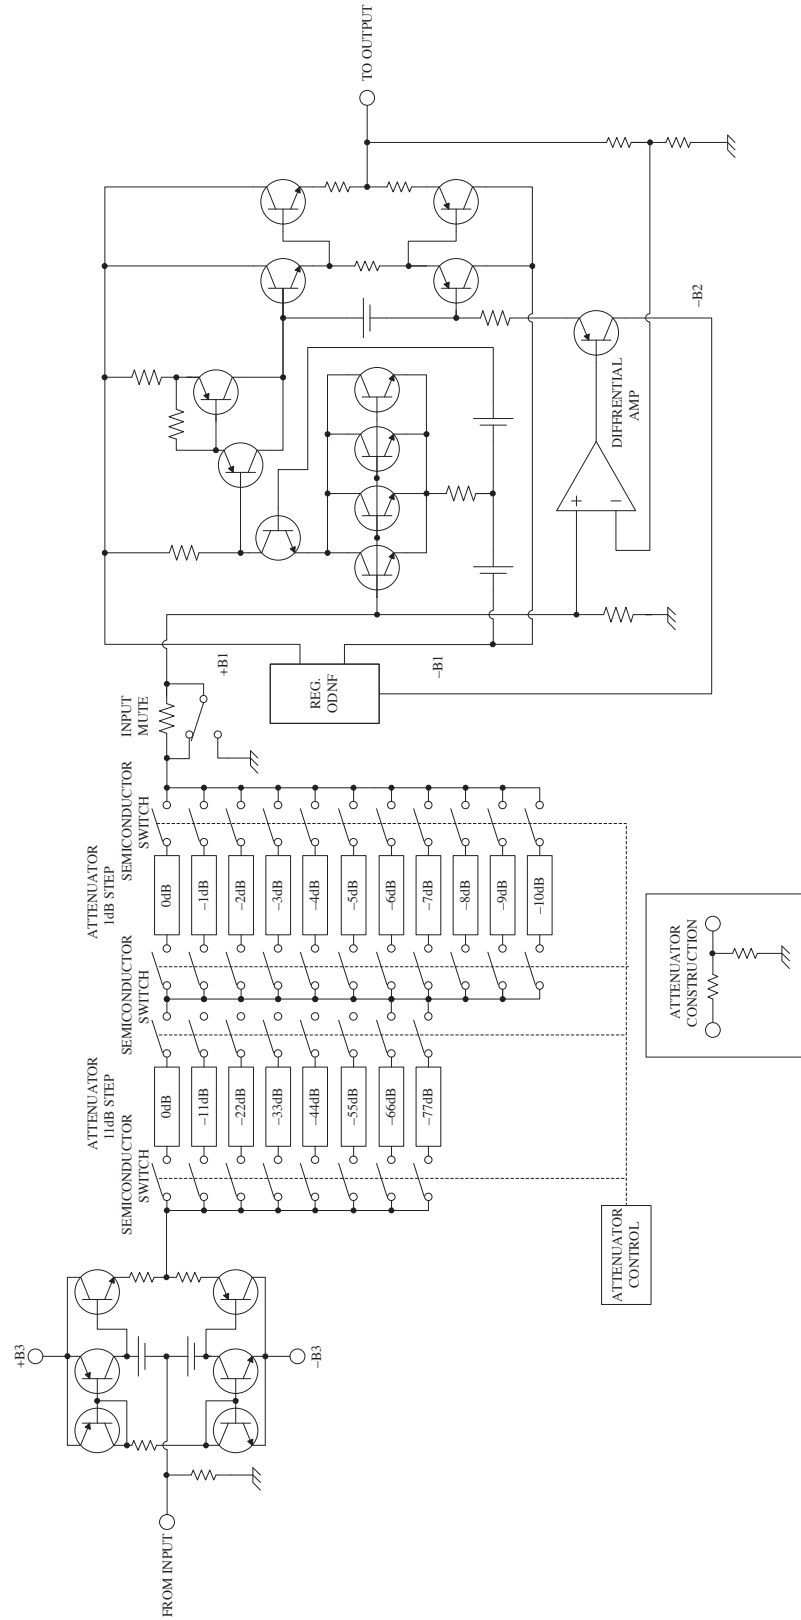 FROM INPUT
+B3
−B3
SEMICONDUCTOR
SWITCH
ATTENUATOR
11dB STEP
0dB
−11dB
−22dB
−33dB
−44dB
−55dB
−66dB
−77dB
SEMICONDUCTOR
SWITCH
ATTENUATOR
1dB STEP
0dB
−1dB
−2dB
−3dB
−4dB
−5dB
−6dB
−7dB
−8dB
−9dB
−10dB
SEMICONDUCTOR
SWITCH
ATTENUATOR
CONTROL
ATTENUATOR
CONSTRUCTION
INPUT
MUTE
+B1
REG.
ODNF
−B1
+
−
DIFFRENTIAL
AMP
−B2
TO OUTPUT